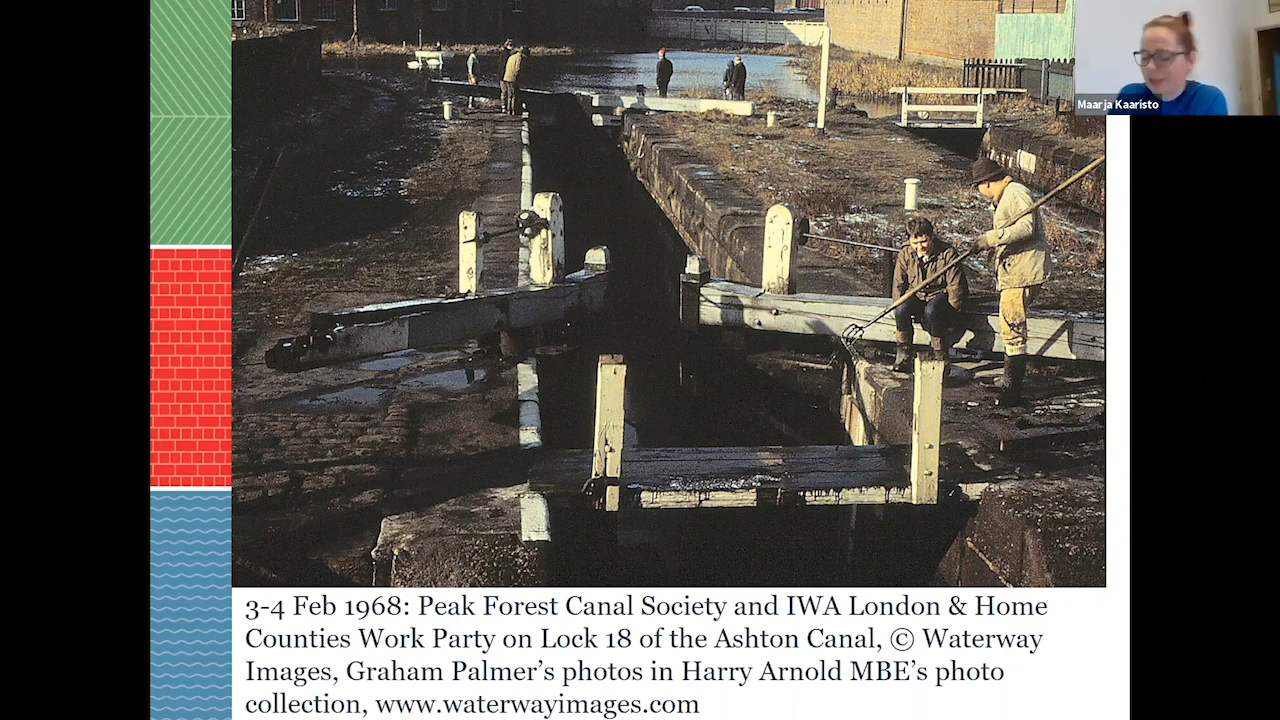 Maarja Kaaristo
3-4 Feb 1968: Peak Forest Canal Society and IWA London & Home
Counties Work Party on Lock 18 of the Ashton Canal, © Waterway
Images, Graham Palmer's photos in Harry Arnold MBE's photo
collection, www.waterwayimages.com